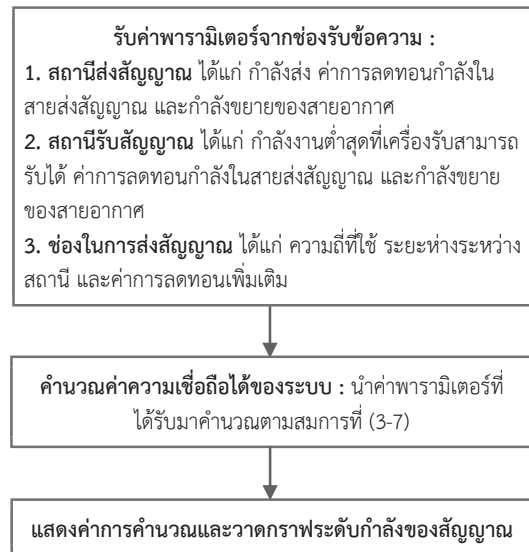 รับค่าพารามิเตอร์จากช่องรับข้อความ :
1. สถานีส่งสัญญาณ ได้แก่ กำลังส่ง ค่าการลดทอนกำลังใน
สายส่งสัญญาณ และกำลังขยายของสายอากาศ
2. สถานีรับสัญญาณ ได้แก่ กำลังงานต่ำสุดที่เครื่องรับสามารถ
รับได้ ค่าการลดทอนกำลังในสายส่งสัญญาณ และกำลังขยาย
ของสายอากาศ
3. ช่องในการส่งสัญญาณ ได้แก่ ความถี่ที่ใช้ ระยะห่างระหว่าง
สถานี และค่าการลดทอนเพิ่มเติม
คำนวณค่าความเชื่อถือได้ของระบบ : นำค่าพารามิเตอร์ที่
ได้รับมาคำนวณตามสมการที่ (3-7)
แสดงค่าการคำนวณและวาดกราฟระดับกำลังของสัญญาณ